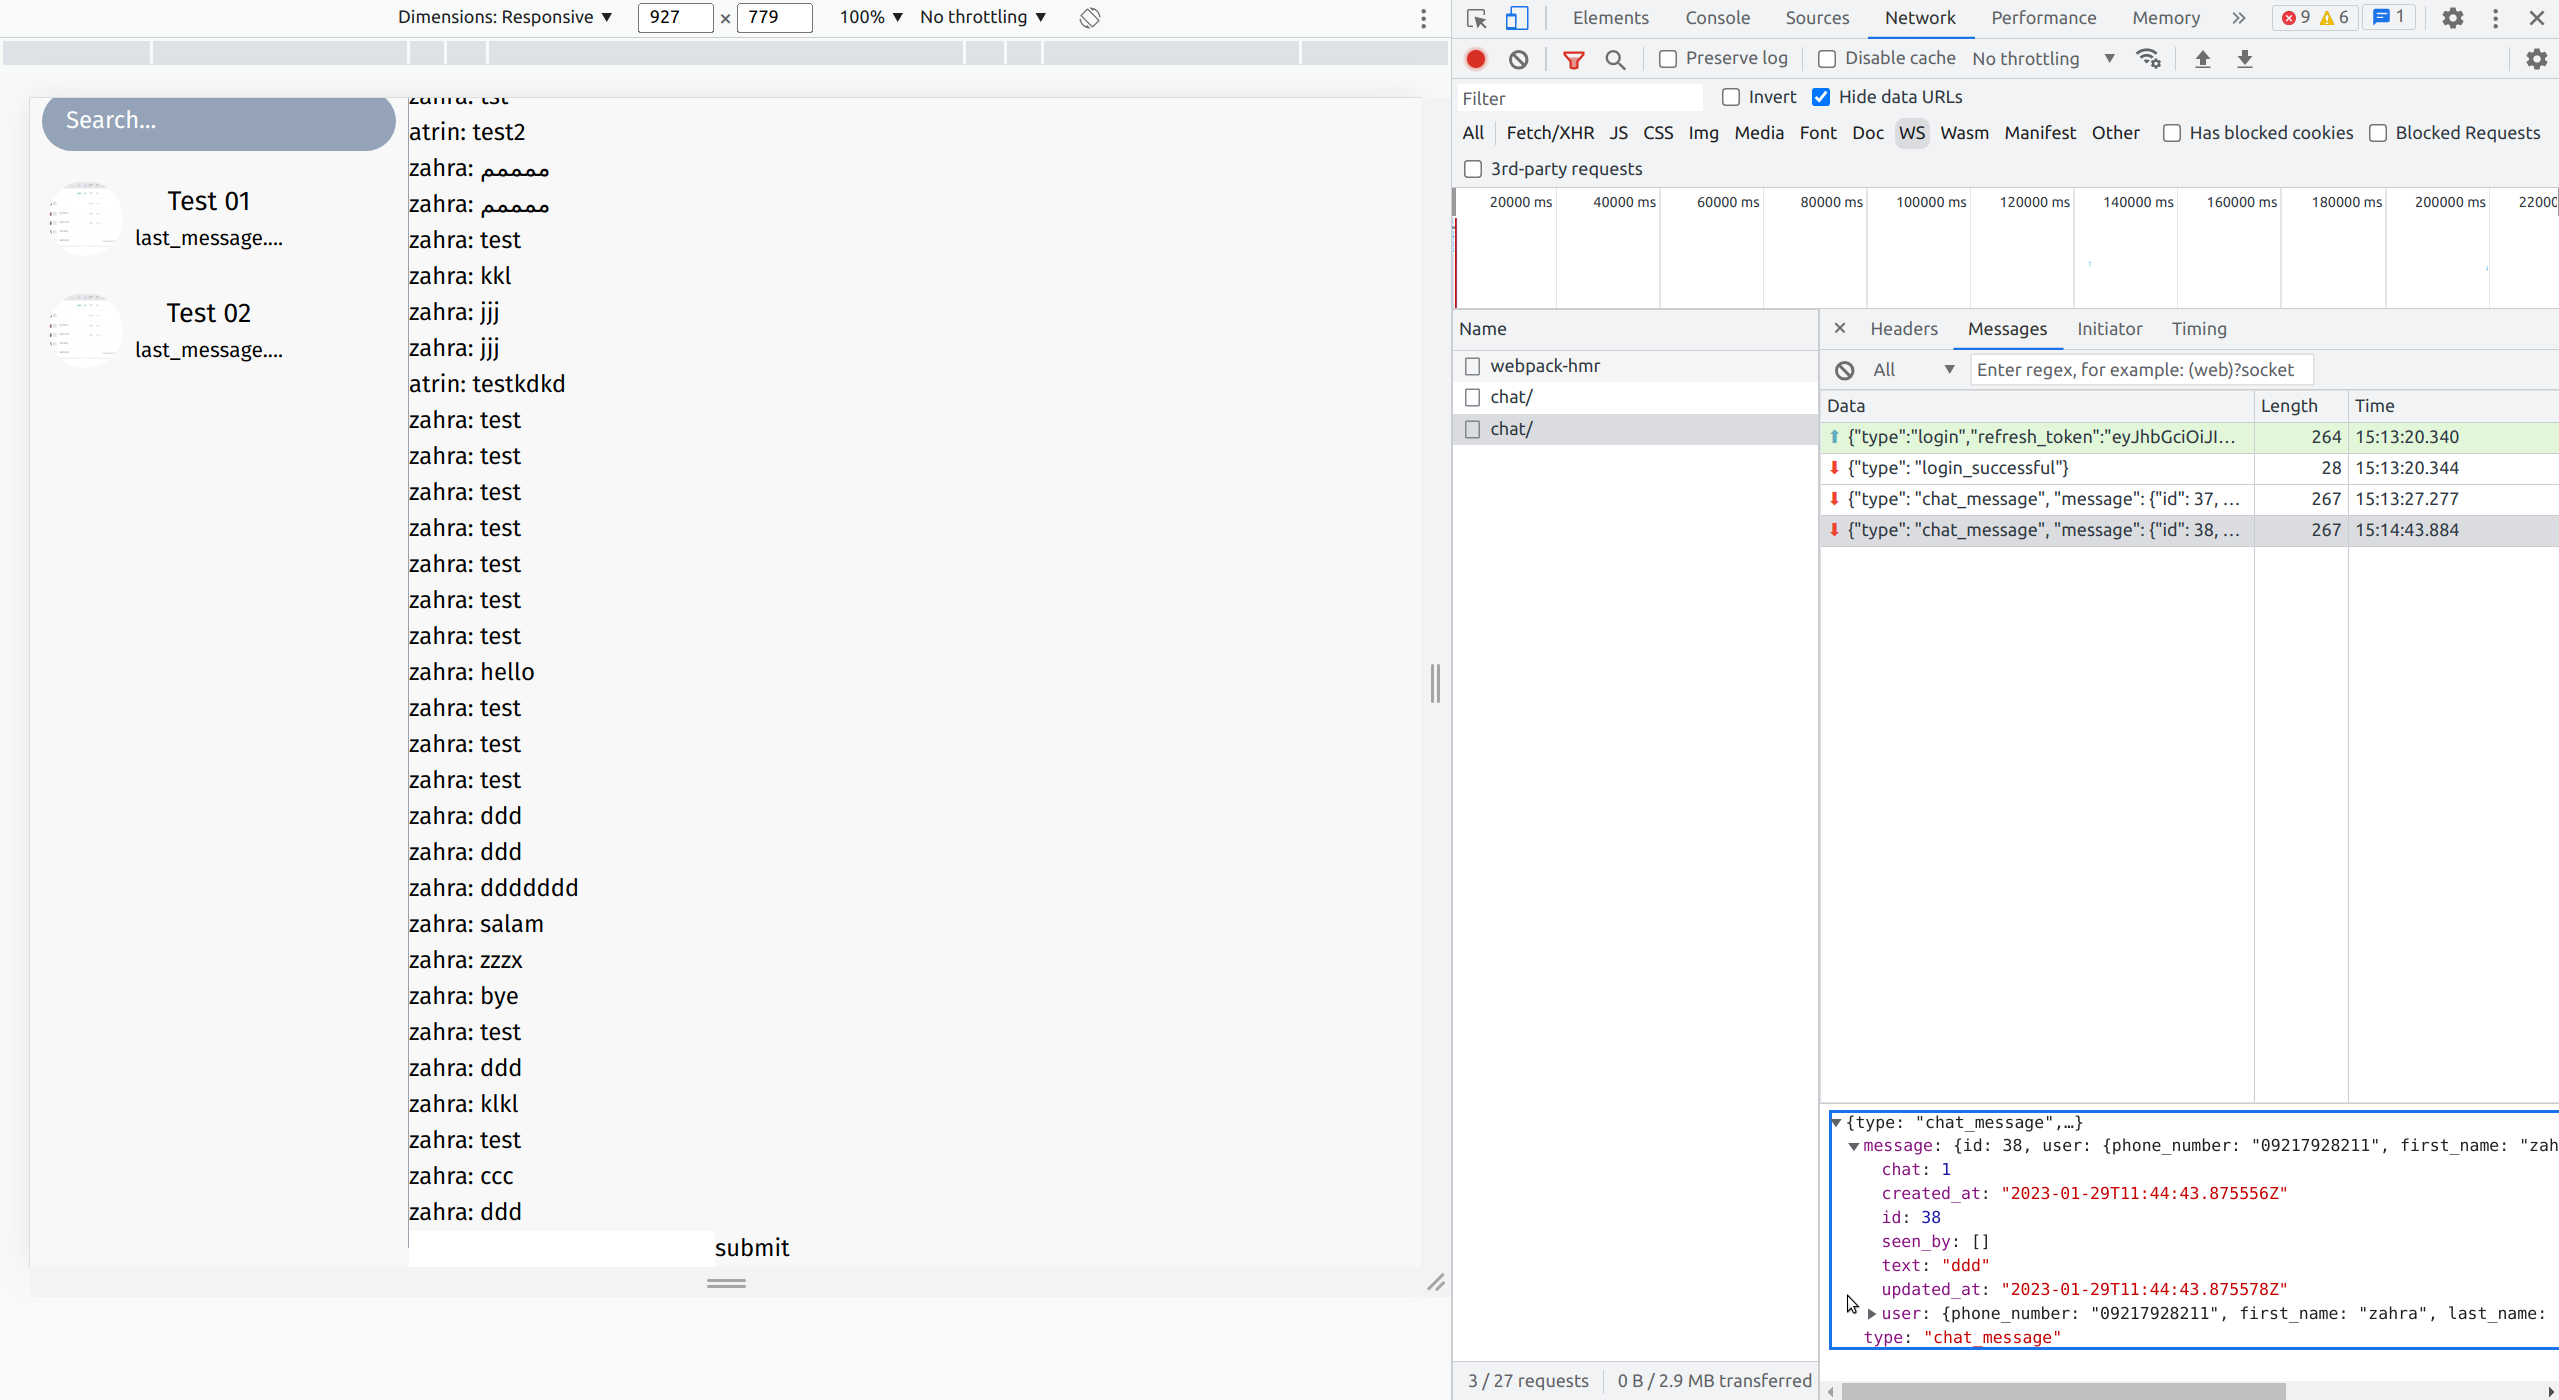 Dimensions: Responsive ▼ 927 × 779 100% ▼ No throttling ▼
Search...
Test 01
last_message....
Test 02
last_message....
zahra: tst
atrin: test2
zahra: ممممم
zahra: ممممم
zahra: test
zahra: kkl
zahra: jjj
zahra: jjj
atrin: testkdkd
zahra: test
zahra: test
zahra: test
zahra: test
zahra: test
zahra: test
zahra: test
zahra: hello
zahra: test
zahra: test
zahra: test
zahra: ddd
zahra: ddd
zahra: ddddddd
zahra: salam
zahra: zzzx
zahra: bye
zahra: test
zahra: ddd
zahra: klkl
zahra: test
zahra: ccc
zahra: ddd
submit
Elements Console Sources Network Performance Memory » 9 6 1
Preserve log Disable cache No throttling ▼
Filter Invert Hide data URLs
All Fetch/XHR JS CSS Img Media Font Doc WS Wasm Manifest Other Has blocked cookies Blocked Requests
3rd-party requests
20000 ms 40000 ms 60000 ms 80000 ms 100000 ms 120000 ms 140000 ms 160000 ms 180000 ms 200000 ms 22000
Name
webpack-hmr
chat/
chat/
× Headers Messages Initiator Timing
All ▼ Enter regex, for example: (web)?socket
Data Length Time
{"type":"login","refresh_token":"eyJhbGciOiJI... 264 15:13:20.340
{"type": "login_successful"} 28 15:13:20.344
{"type": "chat_message", "message": {"id": 37, ... 267 15:13:27.277
{"type": "chat_message", "message": {"id": 38, ... 267 15:14:43.884
{type: "chat_message",…}
message: {id: 38, user: {phone_number: "09217928211", first_name: "zah
chat: 1
created_at: "2023-01-29T11:44:43.875556Z"
id: 38
seen_by: []
text: "ddd"
updated_at: "2023-01-29T11:44:43.875578Z"
user: {phone_number: "09217928211", first_name: "zahra", last_name:
type: "chat_message"
3 / 27 requests 0 B / 2.9 MB transferred